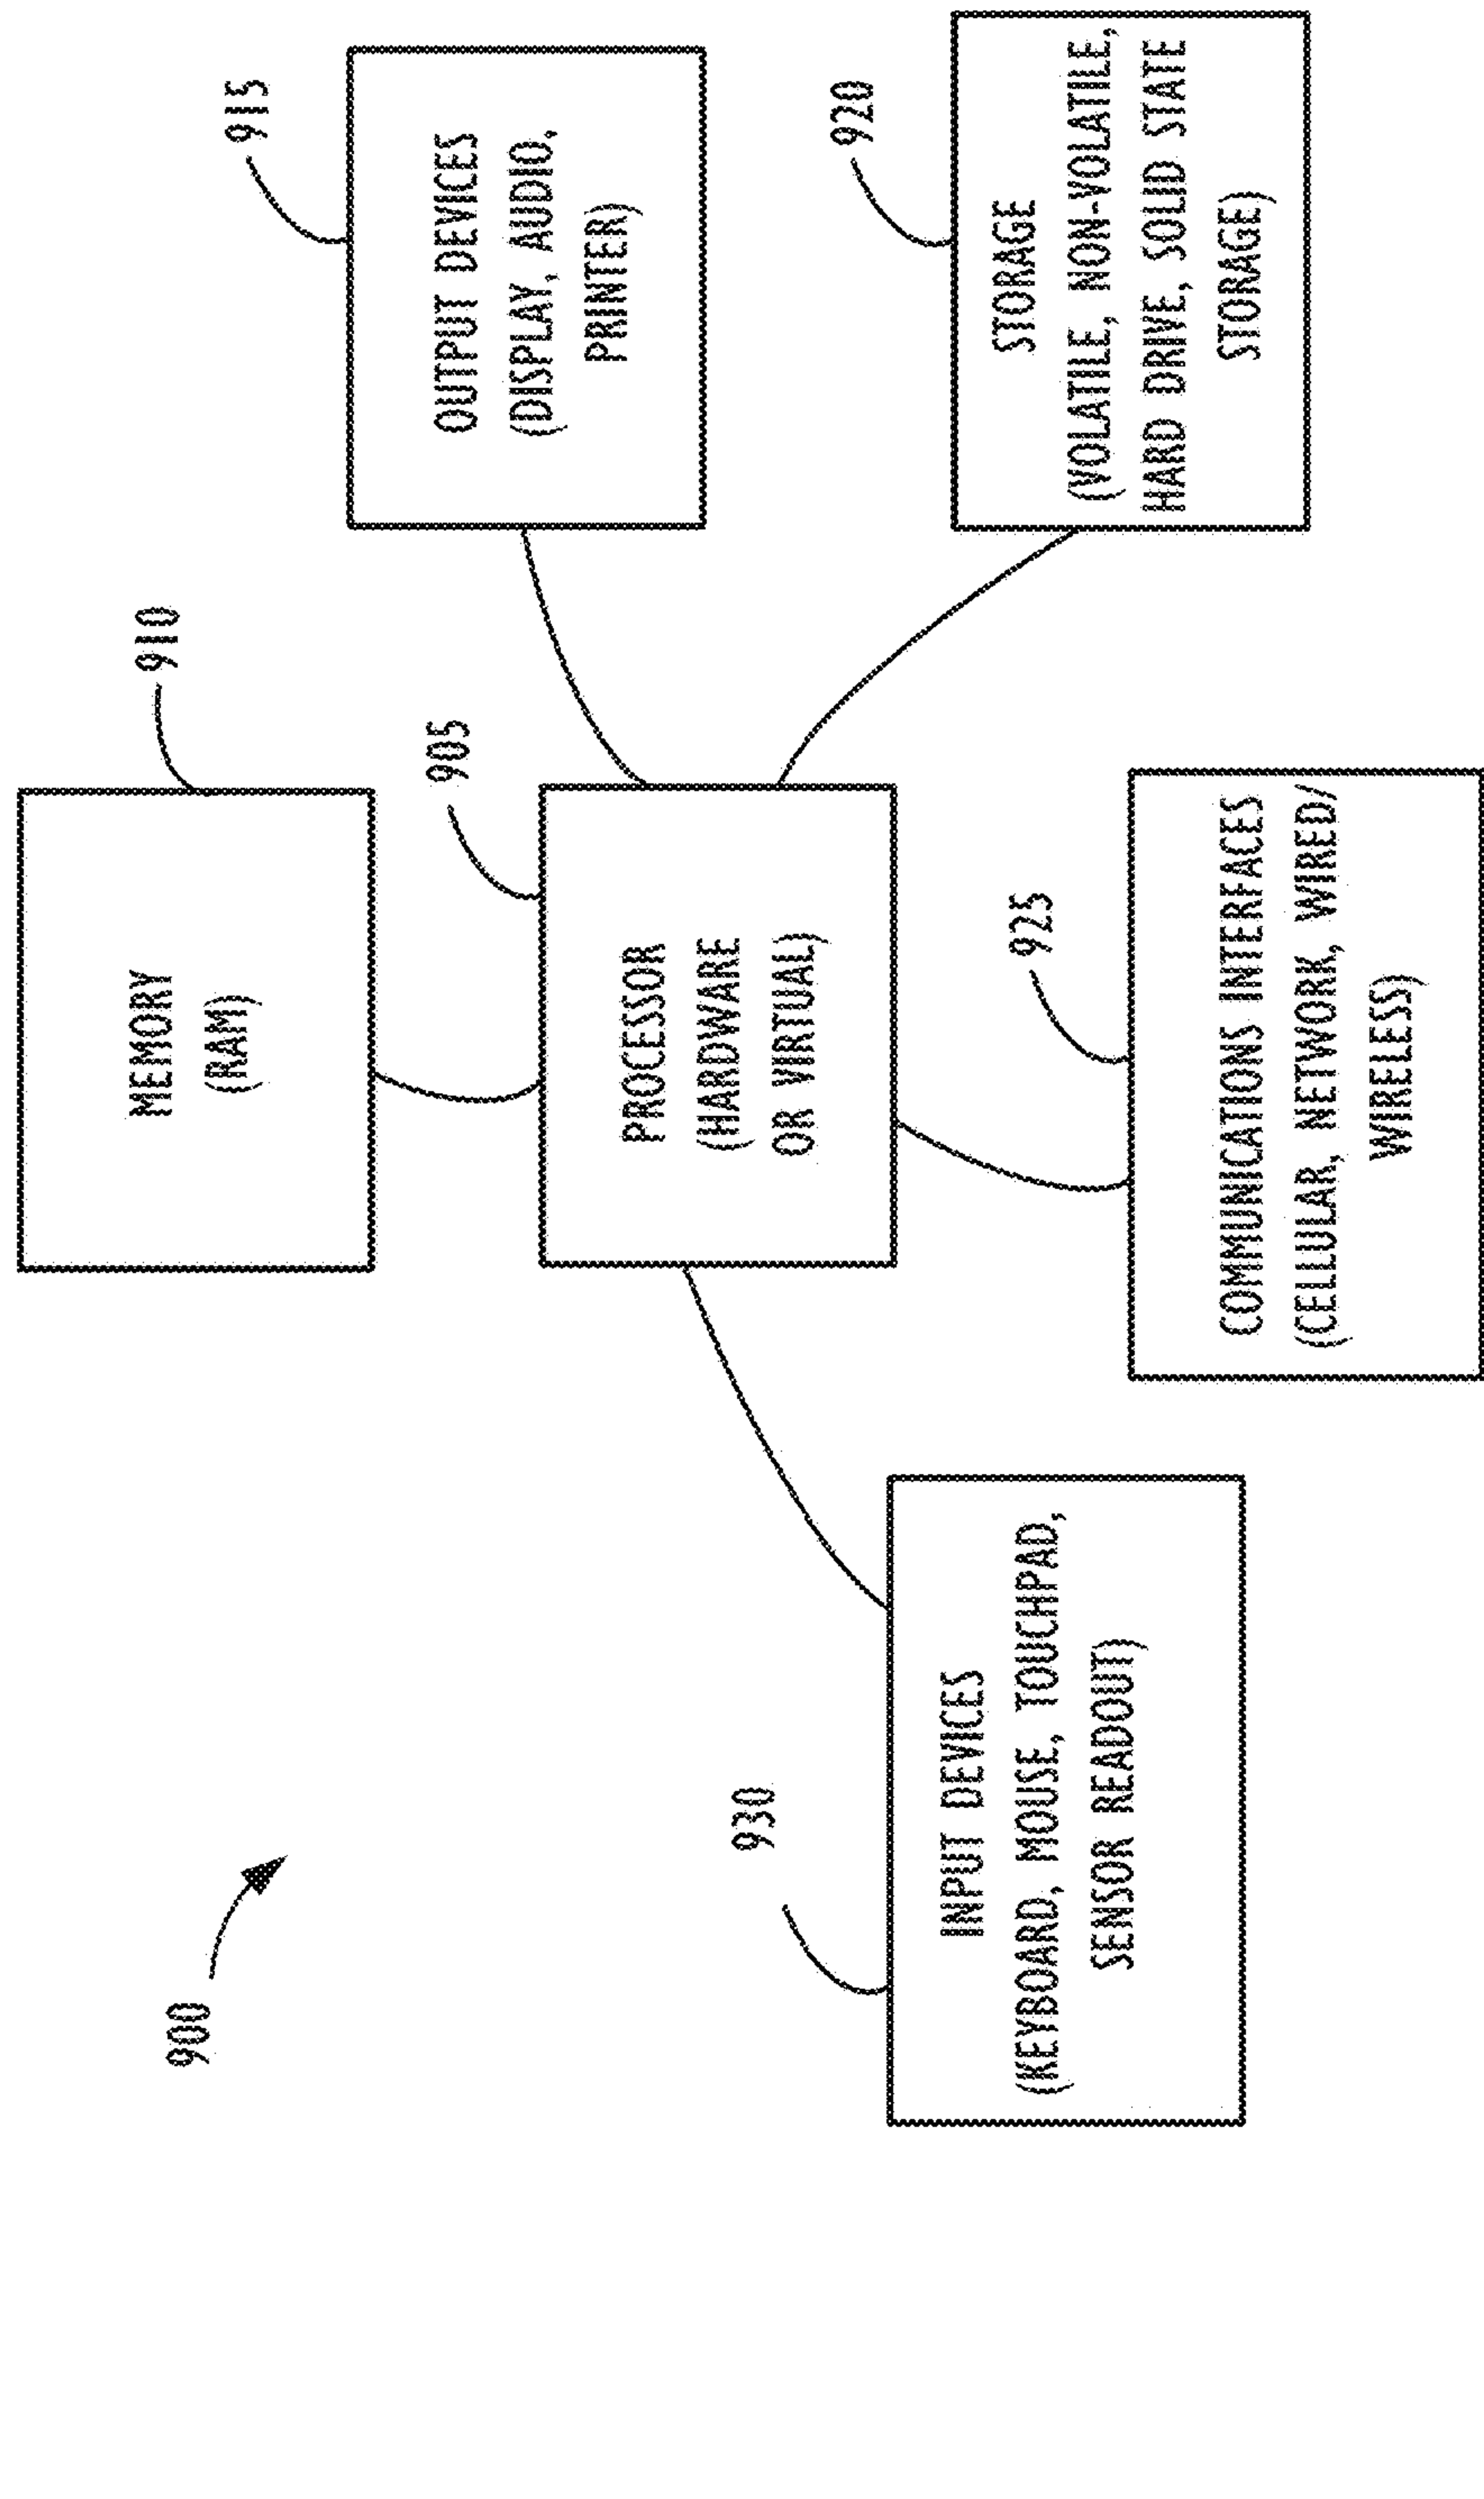 900
910
MEMORY
(RAM)
915
OUTPUT DEVICES
(DISPLAY, AUDIO,
PRINTER)
905
PROCESSOR
(HARDWARE
OR VIRTUAL)
930
INPUT DEVICES
(KEYBOARD, MOUSE, TOUCHPAD,
SENSOR READOUT)
920
STORAGE
(VOLATILE, NON-VOLATILE,
HARD DRIVE, SOLID STATE
STORAGE)
925
COMMUNICATIONS INTERFACES
(CELLULAR, NETWORK, WIRED/
WIRELESS)